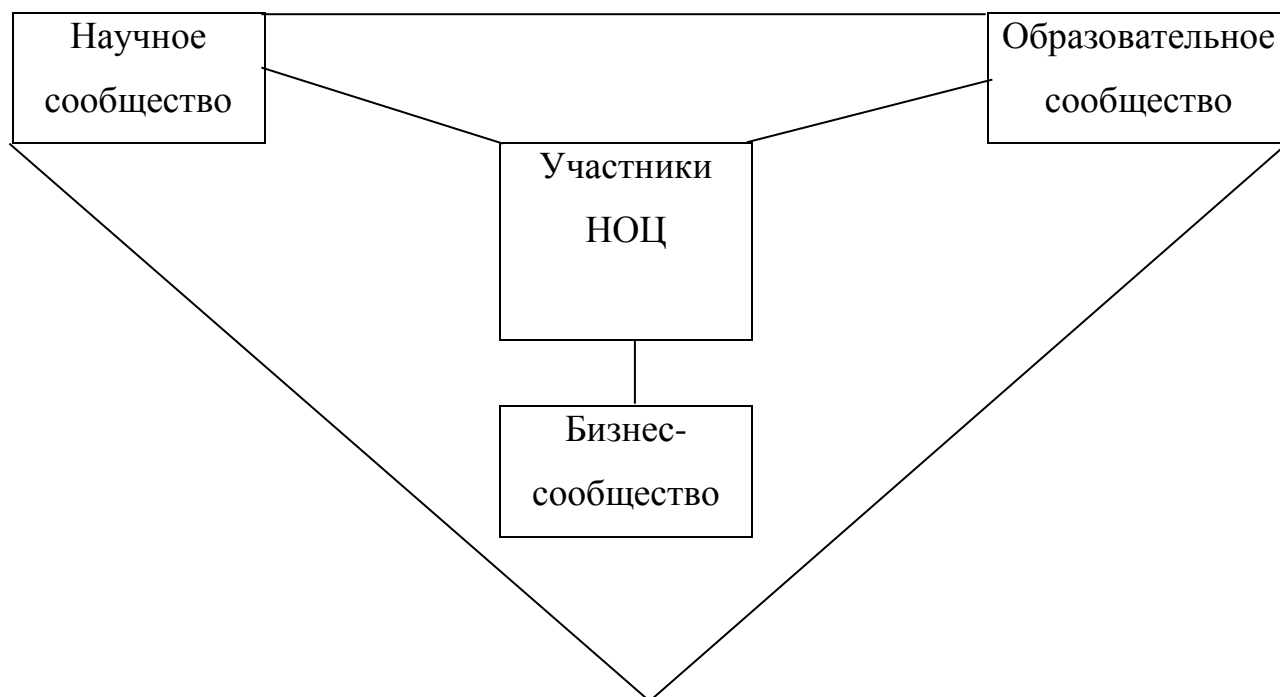 Научное
сообщество
Образовательное
сообщество
Участники
НОЦ
Бизнес-
сообщество